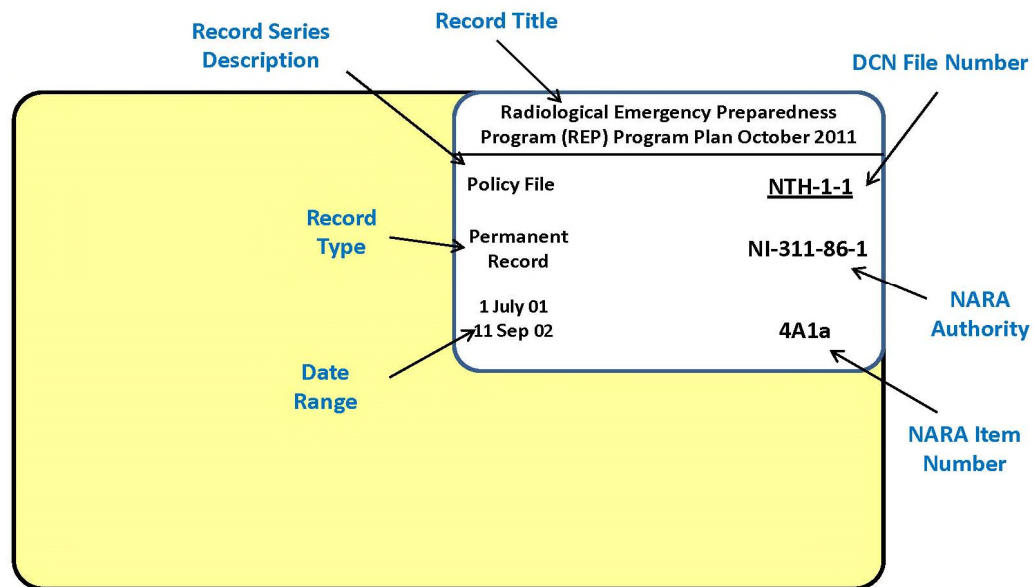 Record Title
Record Series
Description
DCN File Number
Radiological Emergency Preparedness
Program (REP) Program Plan October 2011
Policy File
NTH-1-1
Record
Type
Permanent
Record
NI-311-86-1
1 July 01
11 Sep 02
4A1a
NARA
Authority
Date
Range
NARA Item
Number